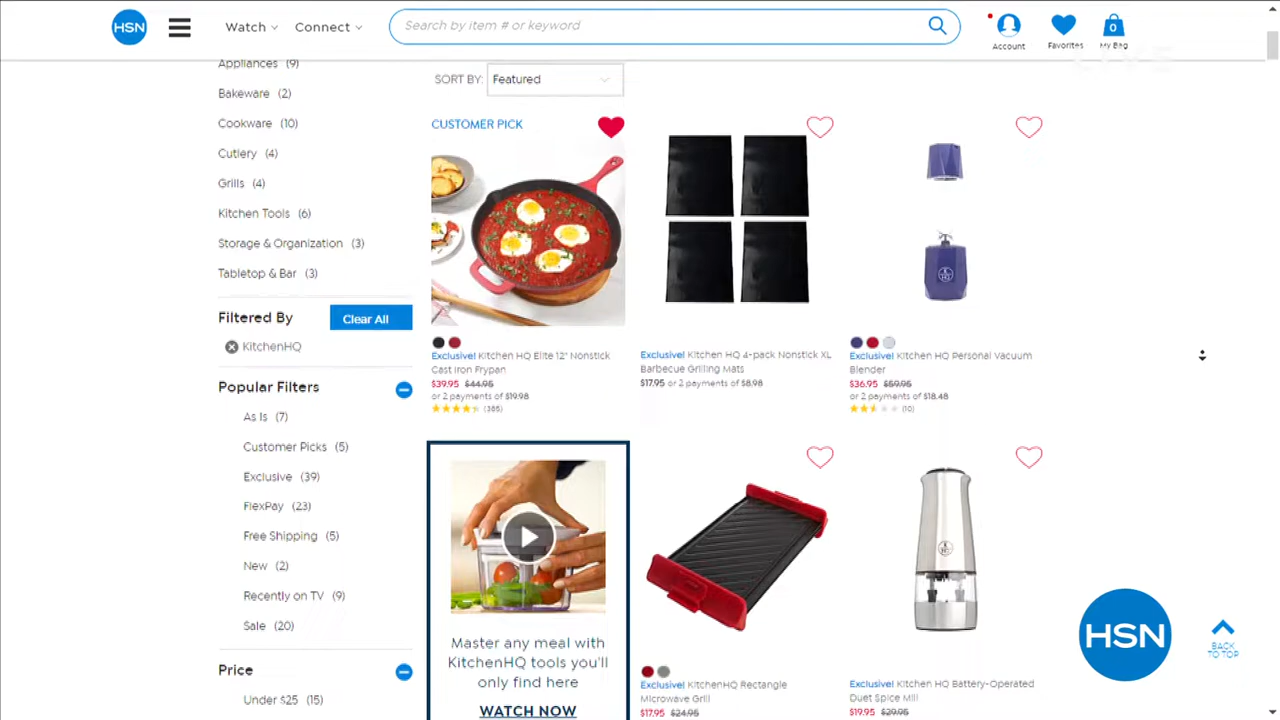 HSN
Watch
Connect
Search by item # or keyword
Account
Favorites
0
My Bag
LIVE
Appliances (9)
Bakeware (2)
Cookware (10)
Cutlery (4)
Grills (4)
Kitchen Tools (6)
Storage & Organization (3)
Tabletop & Bar (3)
Filtered By
Clear All
KitchenHQ
Popular Filters
As Is (7)
Customer Picks (5)
Exclusive (39)
FlexPay (23)
Free Shipping (5)
New (2)
Recently on TV (9)
Sale (20)
Price
Under $25 (15)
SORT BY: Featured
CUSTOMER PICK
Exclusive! Kitchen HQ Elite 12" Nonstick
Cast Iron Frypan
$39.95 $44.95
or 2 payments of $19.98
(385)
Exclusive! Kitchen HQ 4-pack Nonstick XL
Barbecue Grilling Mats
$17.95 or 2 payments of $8.98
Exclusive! Kitchen HQ Personal Vacuum
Blender
$36.95 $59.95
or 2 payments of $18.48
(10)
Master any meal with
KitchenHQ tools you'll
only find here
WATCH NOW
Exclusive! KitchenHQ Rectangle
Microwave Grill
$17.95 $24.95
Exclusive! Kitchen HQ Battery-Operated
Duet Spice Mill
$19.95 $29.95
HSN
BACK
TO TOP